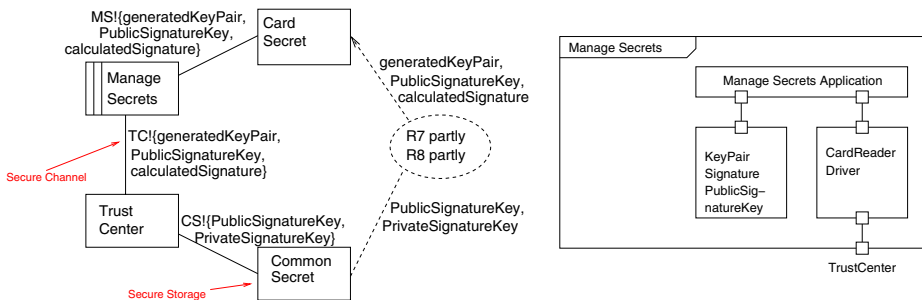 MS!{generatedKeyPair,
PublicSignatureKey,
calculatedSignature}
Card
Secret
generatedKeyPair,
PublicSignatureKey,
calculatedSignature
Manage
Secrets
R7 partly
R8 partly
TC!{generatedKeyPair,
PublicSignatureKey,
calculatedSignature}
Secure Channel
Trust
Center
CS!{PublicSignatureKey,
PrivateSignatureKey}
PublicSignatureKey,
PrivateSignatureKey
Common
Secret
Secure Storage
Manage Secrets
Manage Secrets Application
KeyPair
Signature
PublicSig-
natureKey
CardReader
Driver
TrustCenter